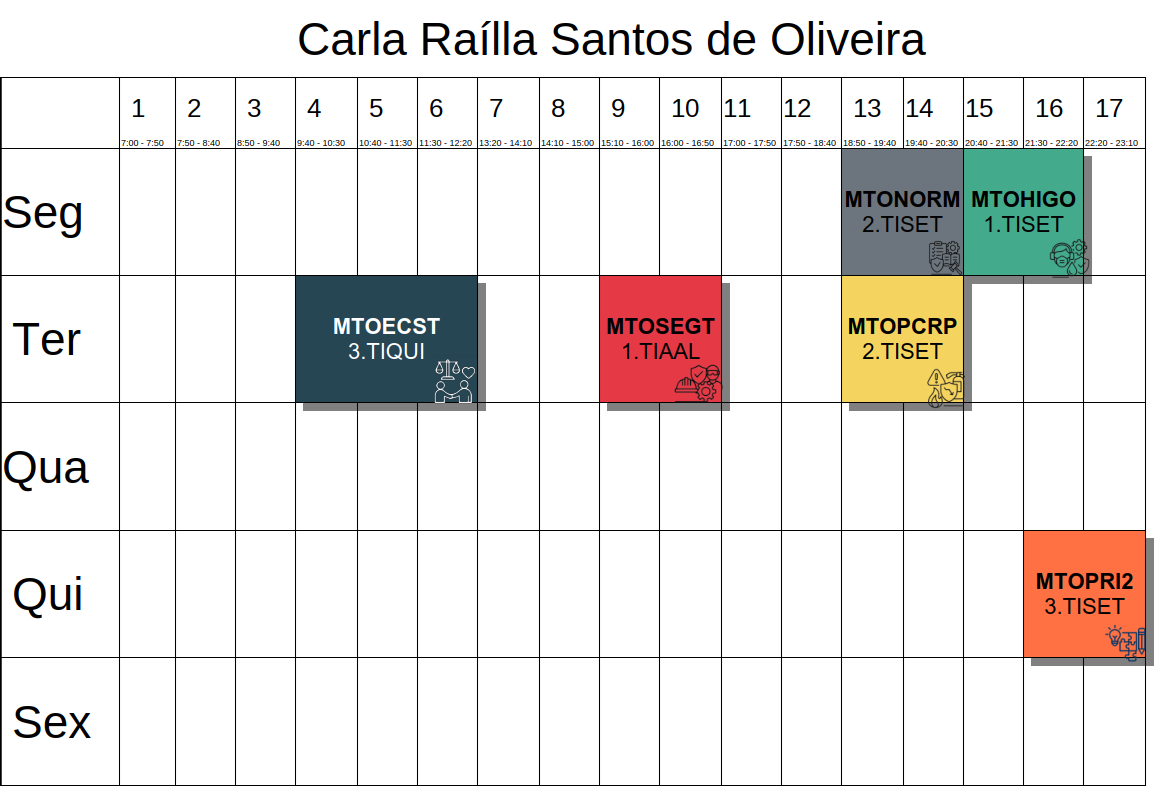 Carla Raílla Santos de Oliveira
1 2 3 4 5 6 7 8 9 10 11 12 13 14 15 16 17
7:00 - 7:50 7:50 - 8:40 8:50 - 9:40 9:40 - 10:30 10:40 - 11:30 11:30 - 12:20 13:20 - 14:10 14:10 - 15:00 15:10 - 16:00 16:00 - 16:50 17:00 - 17:50 17:50 - 18:40 18:50 - 19:40 19:40 - 20:30 20:40 - 21:30 21:30 - 22:20 22:20 - 23:10
Seg
MTONORM
2.TISET
MTOHIGO
1.TISET
Ter
MTOECST
3.TIQUI
MTOSEGT
1.TIAAL
MTOPCRP
2.TISET
Qua
Qui
MTOPRI2
3.TISET
Sex